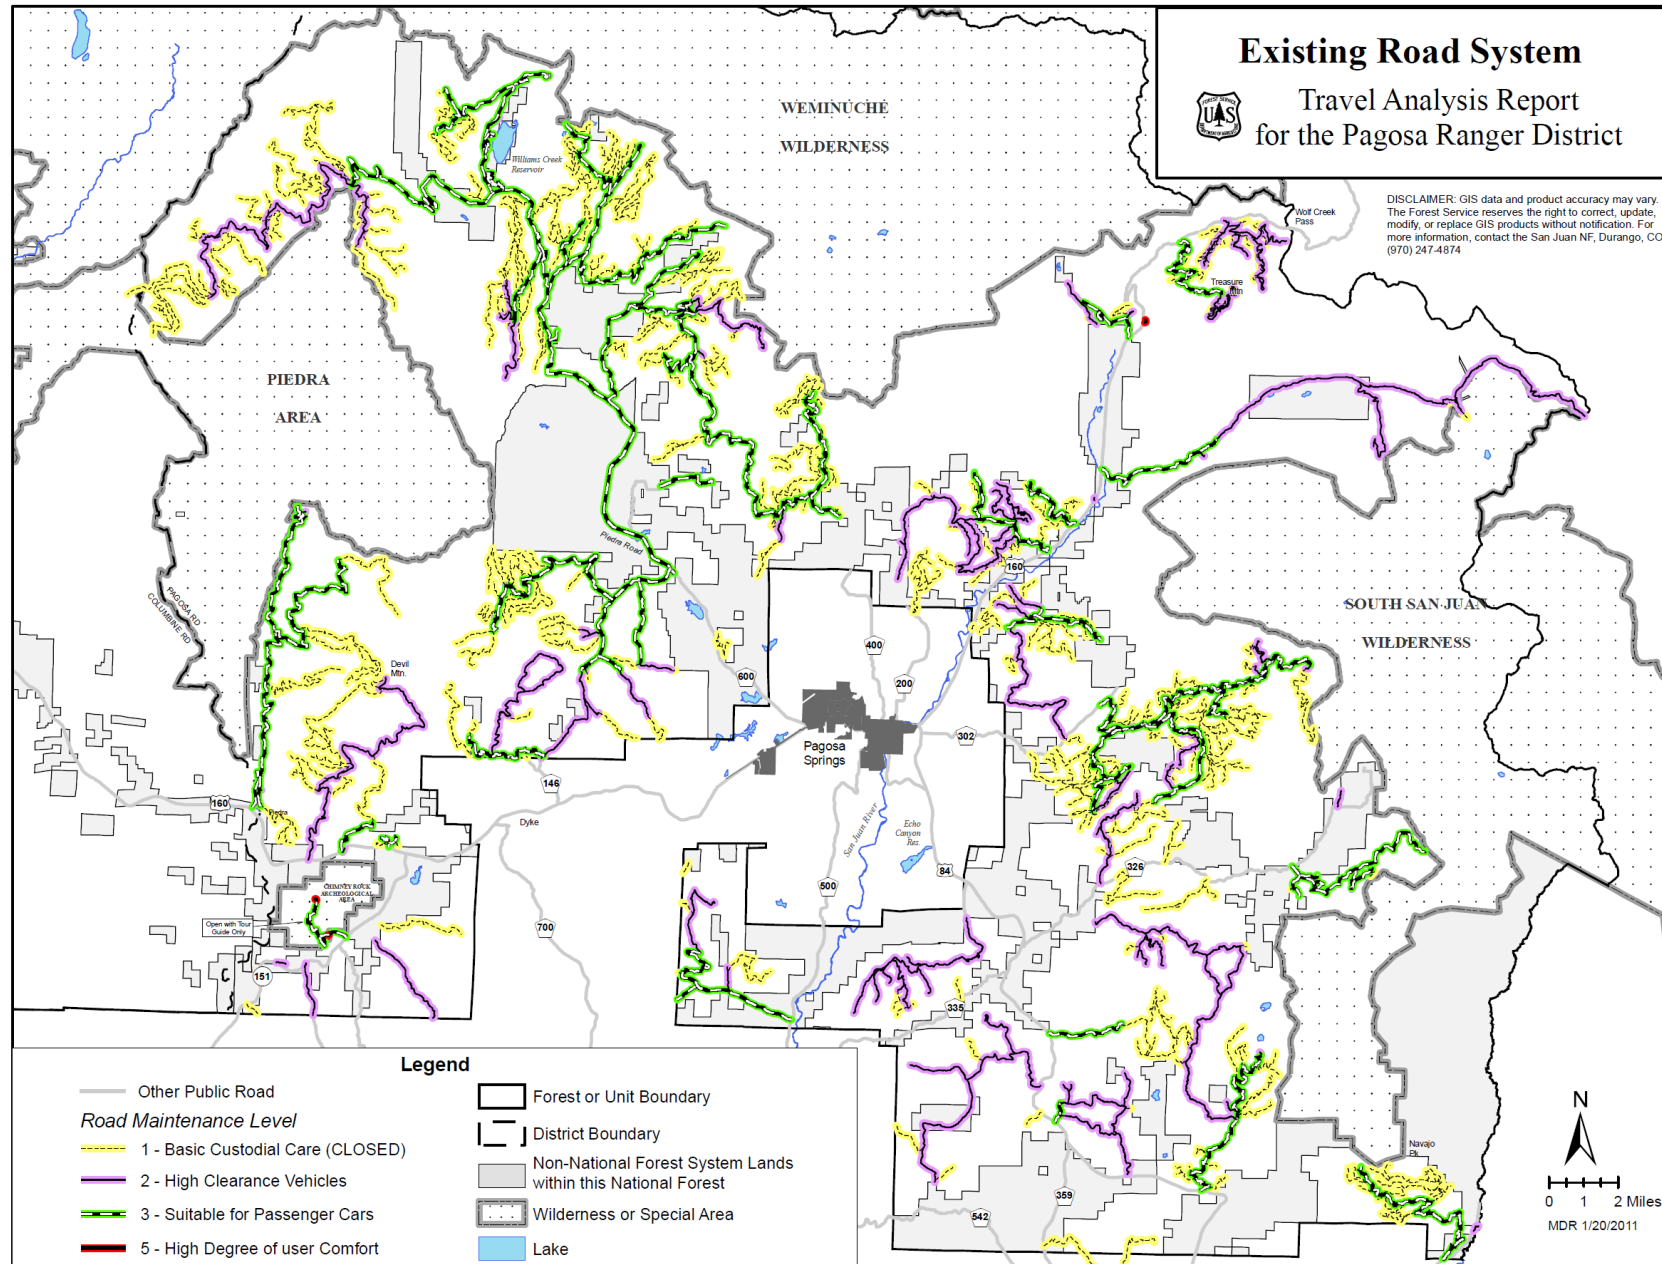 Existing Road System
Travel Analysis Report
for the Pagosa Ranger District
FOREST SERVICE
US
DEPARTMENT OF AGRICULTURE
DISCLAIMER: GIS data and product accuracy may vary.
The Forest Service reserves the right to correct, update,
modify, or replace GIS products without notification. For
more information, contact the San Juan NF, Durango, CO
(970) 247-4874
WEMINUCHE
WILDERNESS
Williams Creek
Reservoir
Wolf Creek
Pass
Treasure
Mtn
PIEDRA
AREA
Piedra Road
160
PAGOSA RD
COLUMBINE RD
SOUTH SAN JUAN
WILDERNESS
Devil
Mtn.
400
600
200
302
Pagosa
Springs
146
160
Piedra
Dyke
San Juan River
Echo
Canyon
Res.
326
84
500
CHIMNEY ROCK
ARCHEOLOGICAL
AREA
Open with Tour
Guide Only
700
151
335
Navajo
Pk
359
542
Legend
Other Public Road
Road Maintenance Level
1 - Basic Custodial Care (CLOSED)
2 - High Clearance Vehicles
3 - Suitable for Passenger Cars
5 - High Degree of user Comfort
Forest or Unit Boundary
District Boundary
Non-National Forest System Lands
within this National Forest
Wilderness or Special Area
Lake
N
0 1 2 Miles
MDR 1/20/2011